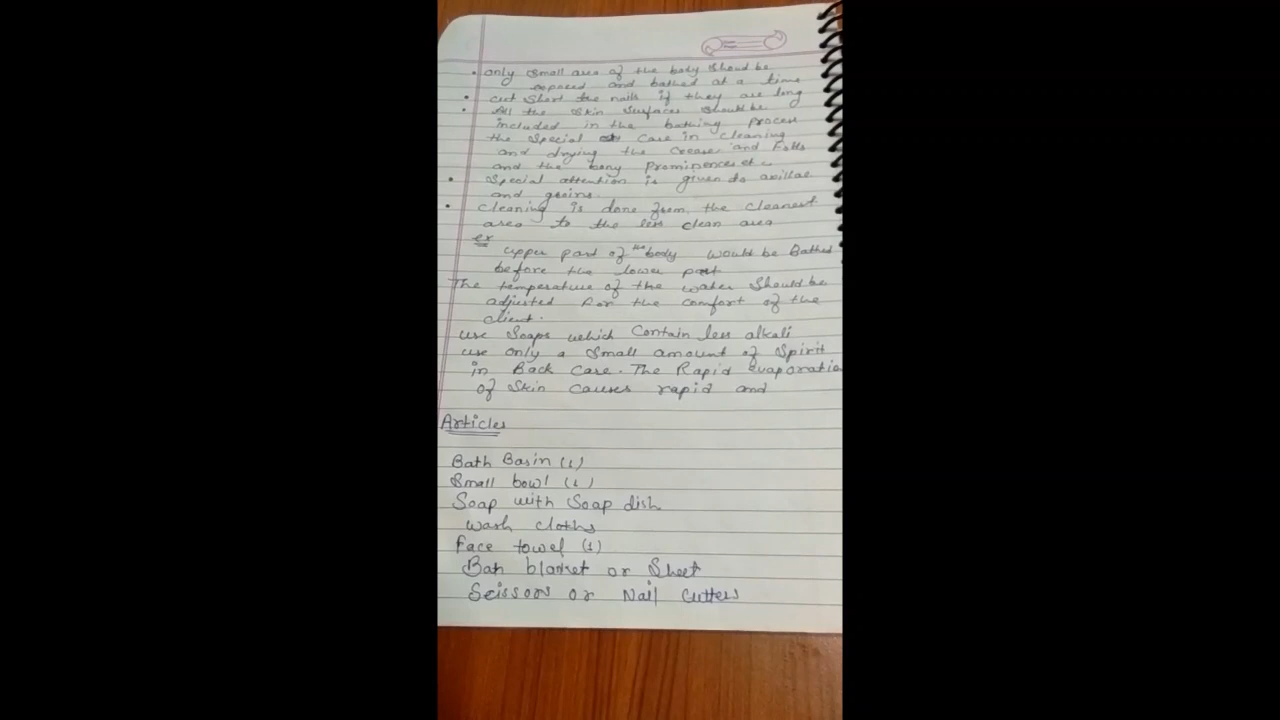 • only small area of the body should be
exposed and bathed at a time
• cut short the nails if they are long
• All the skin surfaces should be
included in the bathing process
the special care in cleaning
and drying the creases and Folds
and the bony prominences etc
• Special attention is given to axillae
and groins.
• cleaning is done from the cleanest
area to the less clean area
ex
upper part of the body would be Bathed
before the lower part
The temperature of the water should be
adjusted for the comfort of the
client.
use soaps which contain less alkali
use only a small amount of spirit
in Back care. The Rapid evaporation
of skin causes rapid and
Articles
Bath Basin (1)
Small bowl (1)
Soap with Soap dish
wash cloths
Face towel (1)
Bath blanket or Sheet
Scissors or Nail Cutters